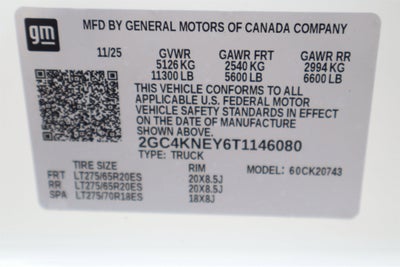 gm
MFD BY GENERAL MOTORS OF CANADA COMPANY
11/25 GVWR GAWR FRT GAWR RR
5126 KG 2540 KG 2994 KG
11300 LB 5600 LB 6600 LB
THIS VEHICLE CONFORMS TO ALL
APPLICABLE U.S. FEDERAL MOTOR
VEHICLE SAFETY STANDARDS IN EFFECT
ON THE DATE OF MANUFACTURE
SHOWN ABOVE.
2GC4KNEY6T1146080
TYPE: TRUCK
TIRE SIZE RIM MODEL: 60CK20743
FRT LT275/65R20ES 20X8.5J
RR LT275/65R20ES 20X8.5J
SPA LT275/70R18ES 18X8J